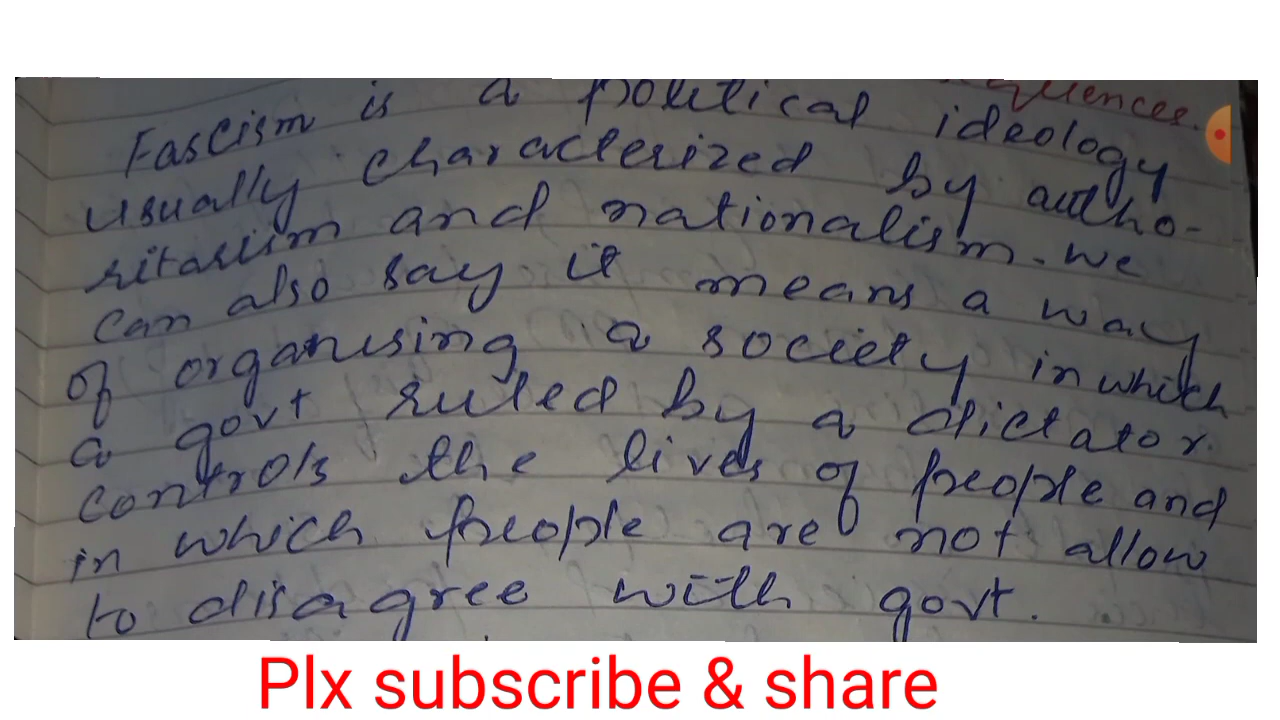 Fascism is a political ideology
usually characterized by autho-
ritarism and nationalism. we
can also say it means a way
of organising a society in which
a govt ruled by a dictator.
controls the lives of people and
in which people are not allow
to disagree with govt.
Plx subscribe & share